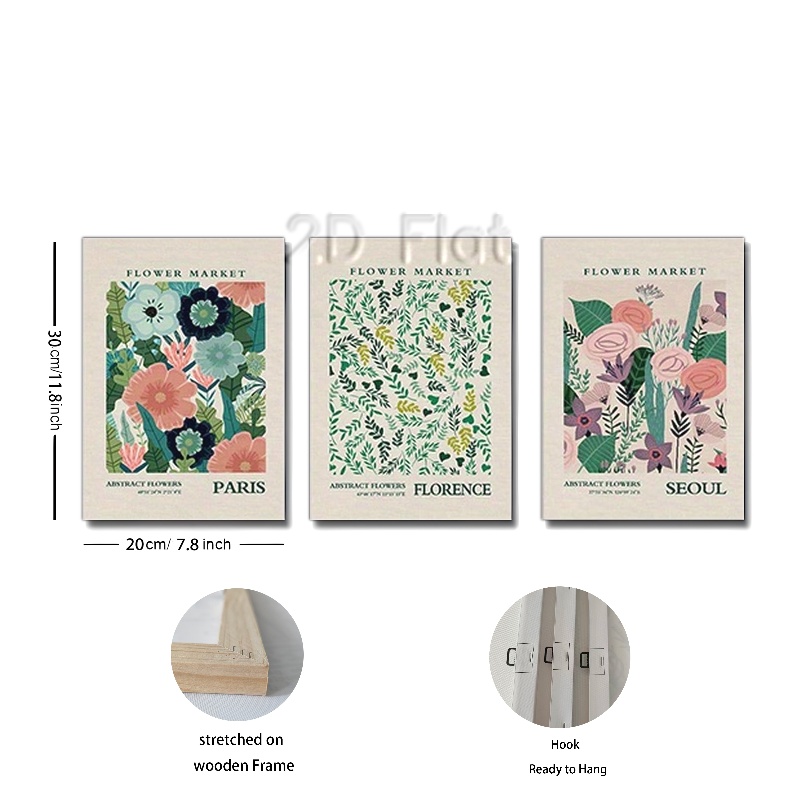 2D Flat
FLOWER MARKET
ABSTRACT FLOWERS
PARIS
FLOWER MARKET
ABSTRACT FLOWERS
FLORENCE
FLOWER MARKET
ABSTRACT FLOWERS
SEOUL
30cm/11.8inch
20cm/ 7.8 inch
stretched on
wooden Frame
Hook
Ready to Hang